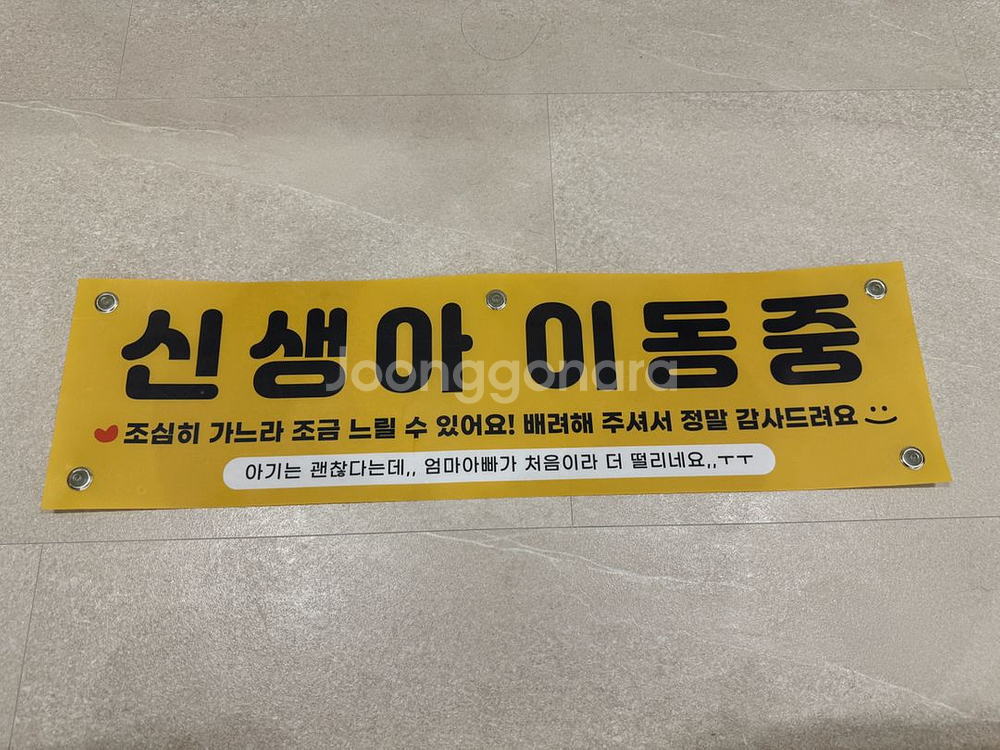 신생아 이동중
조심히 가느라 조금 느릴 수 있어요! 배려해 주셔서 정말 감사드려요
아기는 괜찮다는데,, 엄마아빠가 처음이라 더 떨리네요,,ㅜㅜ
Joonggonara